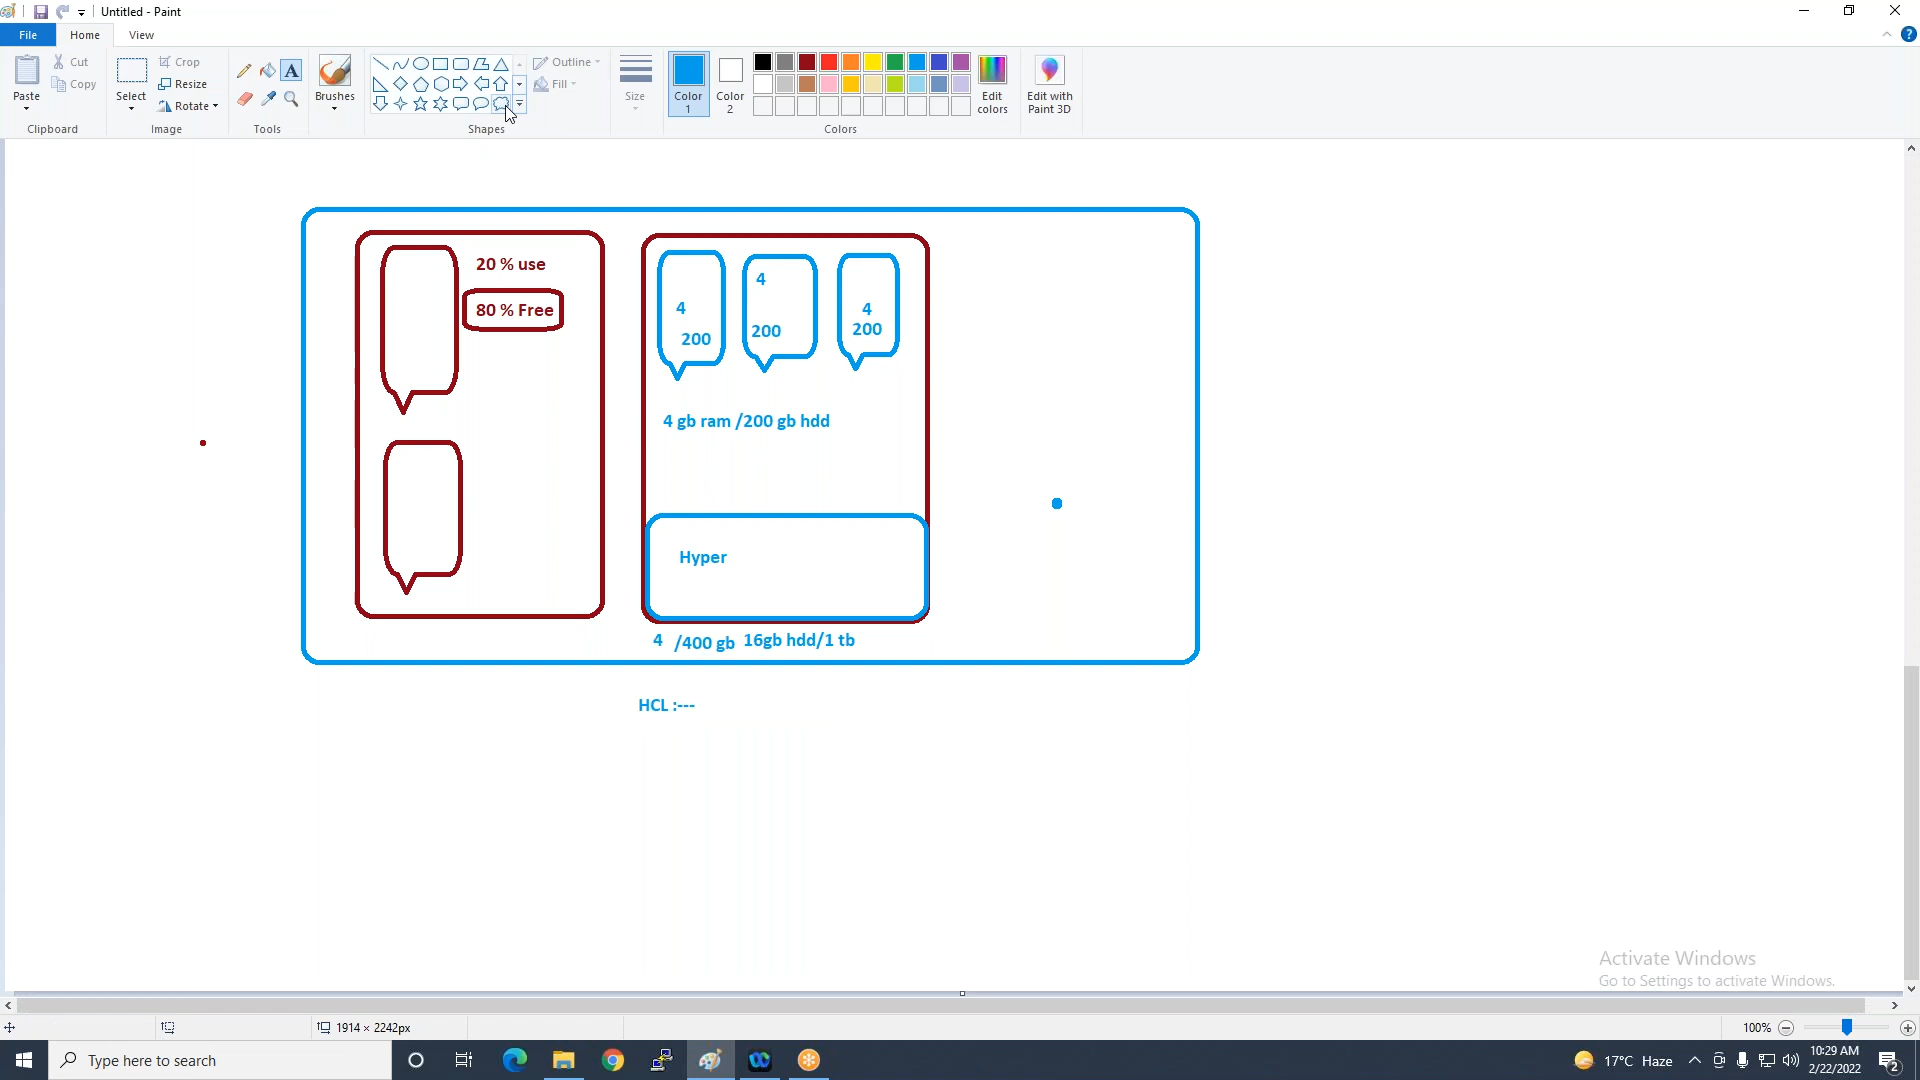 Untitled - Paint
File
Home
View
Paste
Cut
Copy
Clipboard
Select
Crop
Resize
Rotate
Image
A
Tools
Brushes
Shapes
Outline
Fill
Size
Color
1
Color
2
Colors
Edit
colors
Edit with
Paint 3D
?
20 % use
80 % Free
4
200
4
200
4
200
4 gb ram /200 gb hdd
Hyper
4 /400 gb 16gb hdd/1 tb
HCL :---
Activate Windows
Go to Settings to activate Windows.
1914 × 2242px
100%
Type here to search
17°C Haze
10:29 AM
2/22/2022
2